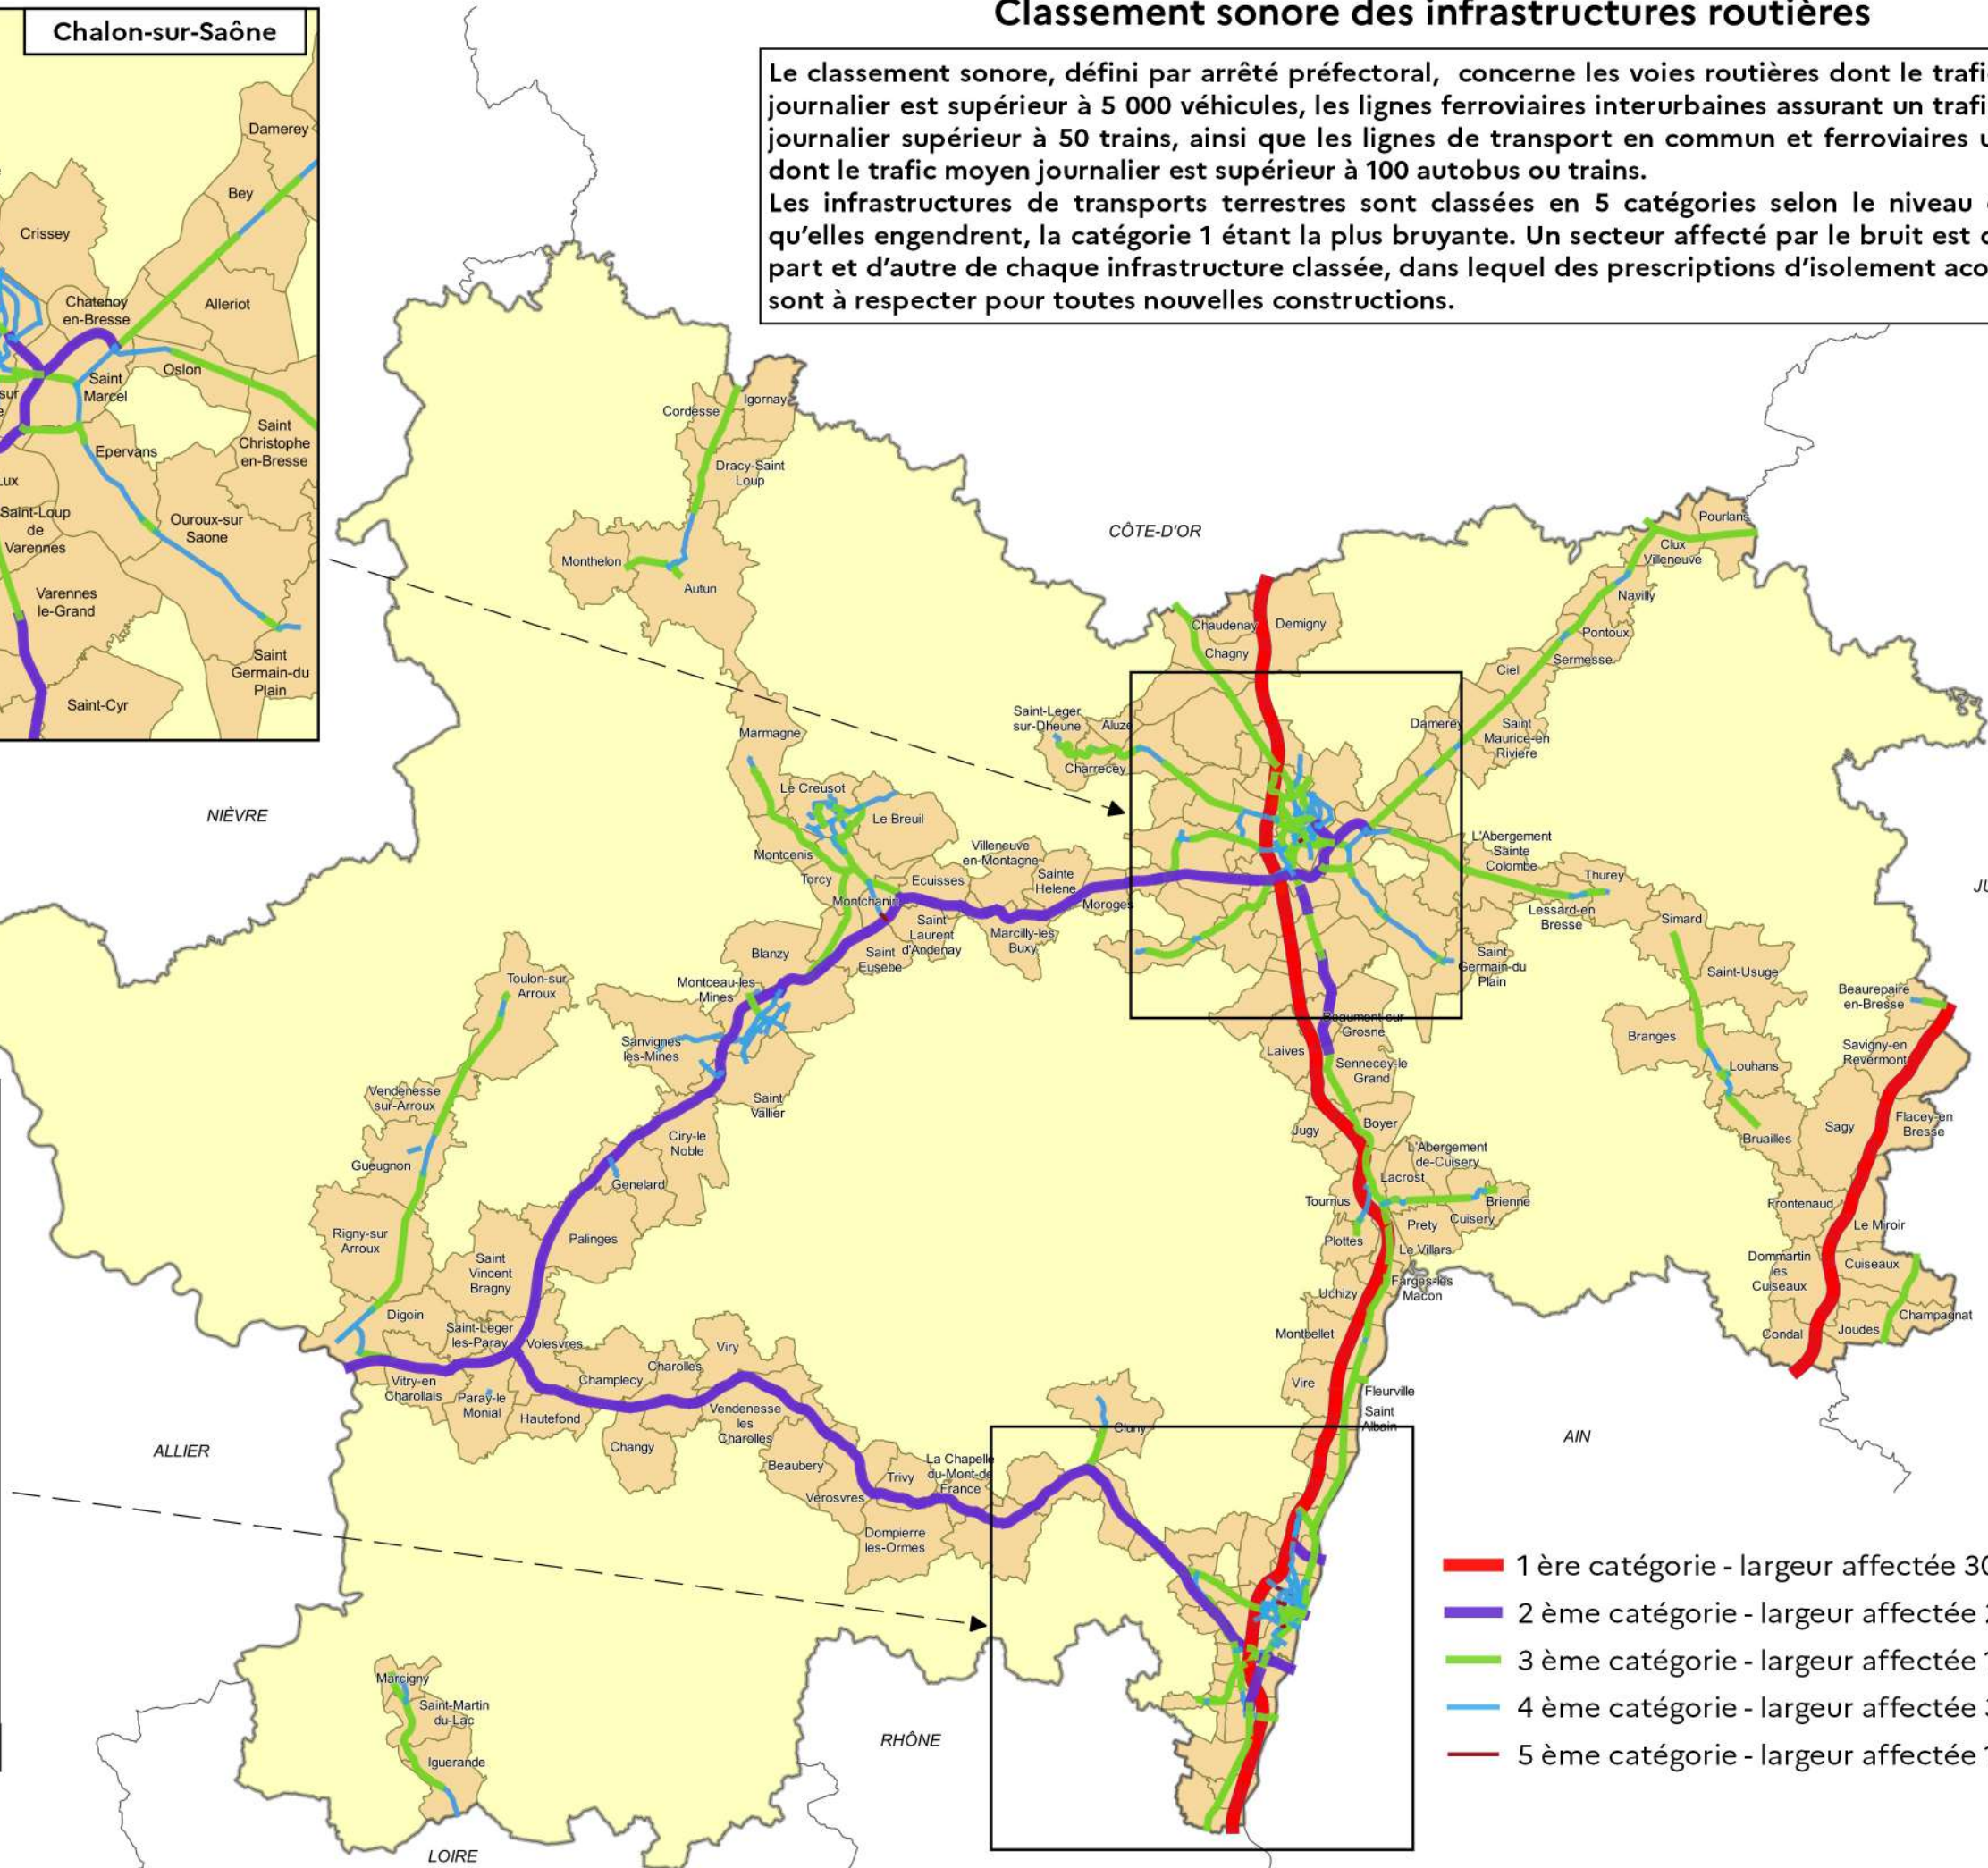 Classement sonore des infrastructures routières
Le classement sonore, défini par arrêté préfectoral, concerne les voies routières dont le trafi
journalier est supérieur à 5 000 véhicules, les lignes ferroviaires interurbaines assurant un trafi
journalier supérieur à 50 trains, ainsi que les lignes de transport en commun et ferroviaires u
dont le trafic moyen journalier est supérieur à 100 autobus ou trains.
Les infrastructures de transports terrestres sont classées en 5 catégories selon le niveau
qu'elles engendrent, la catégorie 1 étant la plus bruyante. Un secteur affecté par le bruit est
part et d'autre de chaque infrastructure classée, dans lequel des prescriptions d'isolement aco
sont à respecter pour toutes nouvelles constructions.
Chalon-sur-Saône
Damerey
Bey
Crissey
Chatenoy
en-Bresse
Alleriot
Oslon
Saint
Marcel
sur
Saint
Christophe
en-Bresse
Epervans
Lux
Saint-Loup
de
Varennes
Ouroux-sur
Saone
Varennes
le-Grand
Saint
Germain-du
Plain
Saint-Cyr
NIÈVRE
CÔTE-D'OR
Cordesse
Igornay
Dracy-Saint
Loup
Monthelon
Autun
Pourlans
Clux
Villeneuve
Navilly
Pontoux
Sermesse
Ciel
Chaudenay
Demigny
Chagny
Saint-Leger
sur-Dheune
Aluze
Charrecey
Damerey
Saint
Maurice-en
Riviere
Marmagne
Le Creusot
Le Breuil
Montcenis
Torcy
Villeneuve
en-Montagne
Ecuisses
Sainte
Helene
Montchanin
Moroges
L'Abergement
Sainte
Colombe
Thurey
Lessard-en
Bresse
Simard
Saint
Laurent
d'Andenay
Marcilly-les
Buxy
Saint
Eusebe
Blanzy
Saint
Germain-du
Plain
Saint-Usuge
JU
Toulon-sur
Arroux
Montceau-les
Mines
Beaurepaire
en-Bresse
Beaumont-sur
Grosne
Branges
Sanvignes
les-Mines
Laives
Sennecey-le
Grand
Savigny-en
Revermont
Louhans
Vendenesse
sur-Arroux
Saint
Vallier
Boyer
Jugy
Flacey-en
Bresse
Sagy
Bruailles
Ciry-le
Noble
Gueugnon
Genelard
L'Abergement
de-Cuisery
Lacrost
Tournus
Brienne
Cuisery
Prety
Frontenaud
Le Miroir
Rigny-sur
Arroux
Palinges
Plottes
Le Villars
Saint
Vincent
Bragny
Dommartin
les
Cuiseaux
Cuiseaux
Farges-les
Macon
Uchizy
Digoin
Saint-Leger
les-Paray
Volesvres
Montbellet
Condal
Joudes
Champagnat
Viry
Charolles
Champlecy
Vitry-en
Charollais
Paray-le
Monial
Hautefond
Vire
Fleurville
Saint
Albain
Vendenesse
les
Charolles
Changy
Cluny
ALLIER
AIN
Beaubery
Trivy
La Chapelle
du-Mont-de
France
Verosvres
Dompierre
les-Ormes
Marcigny
Saint-Martin
du-Lac
Iguerande
RHÔNE
LOIRE
1 ère catégorie - largeur affectée 30
2 ème catégorie - largeur affectée
3 ème catégorie - largeur affectée 1
4 ème catégorie - largeur affectée
5 ème catégorie - largeur affectée 1